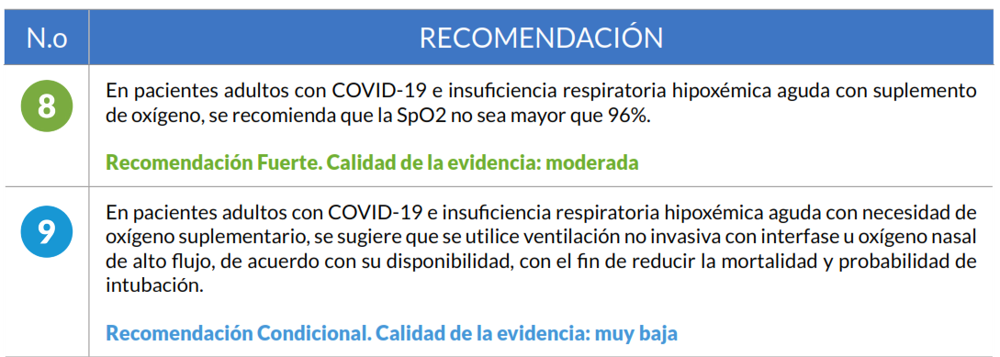 N.o RECOMENDACIÓN
8
En pacientes adultos con COVID-19 e insuficiencia respiratoria hipoxémica aguda con suplemento
de oxígeno, se recomienda que la SpO2 no sea mayor que 96%.
Recomendación Fuerte. Calidad de la evidencia: moderada
9
En pacientes adultos con COVID-19 e insuficiencia respiratoria hipoxémica aguda con necesidad de
oxígeno suplementario, se sugiere que se utilice ventilación no invasiva con interfase u oxígeno nasal
de alto flujo, de acuerdo con su disponibilidad, con el fin de reducir la mortalidad y probabilidad de
intubación.
Recomendación Condicional. Calidad de la evidencia: muy baja